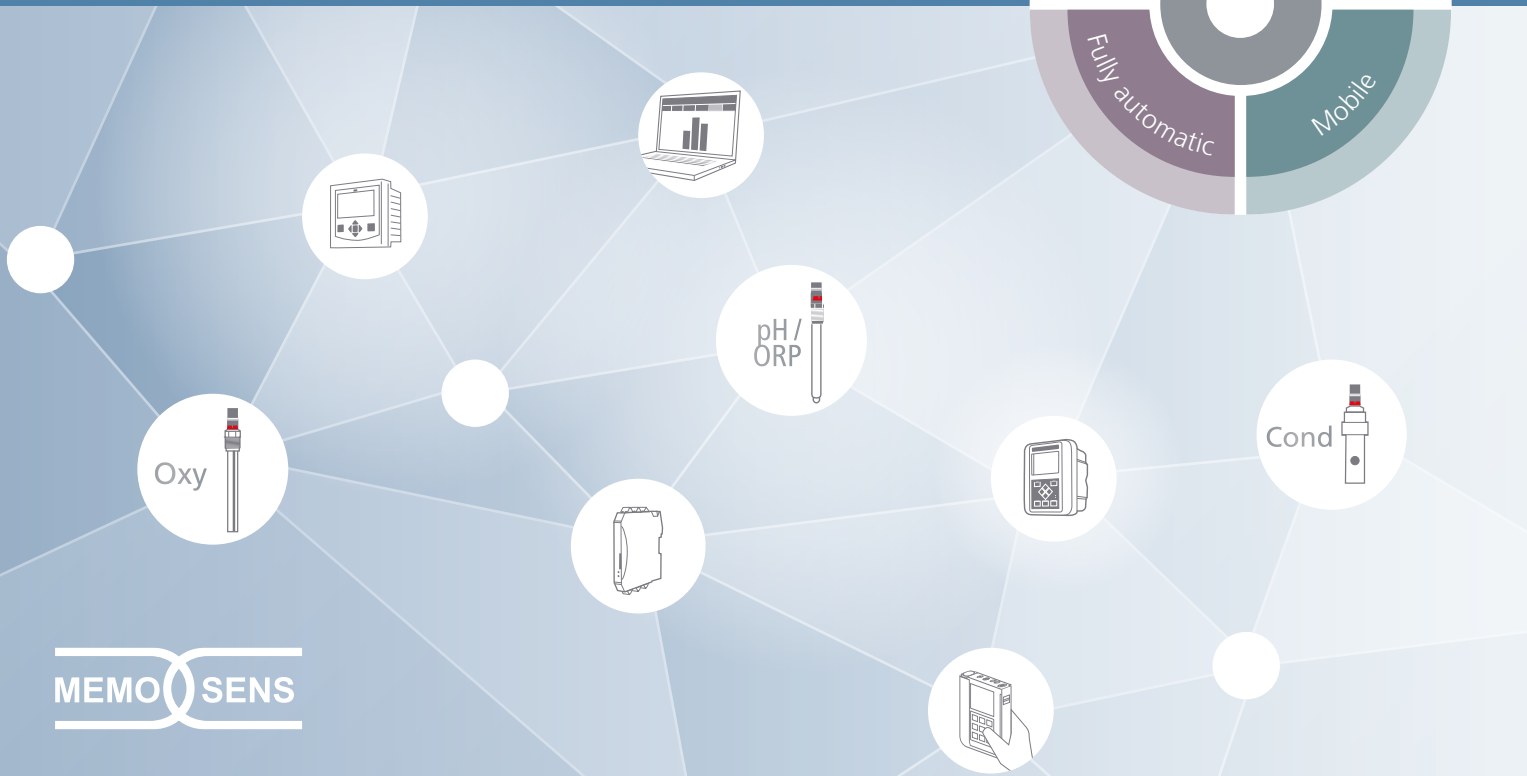 Fully automatic
Mobile
pH /
ORP
Cond
Oxy
MEMO SENS